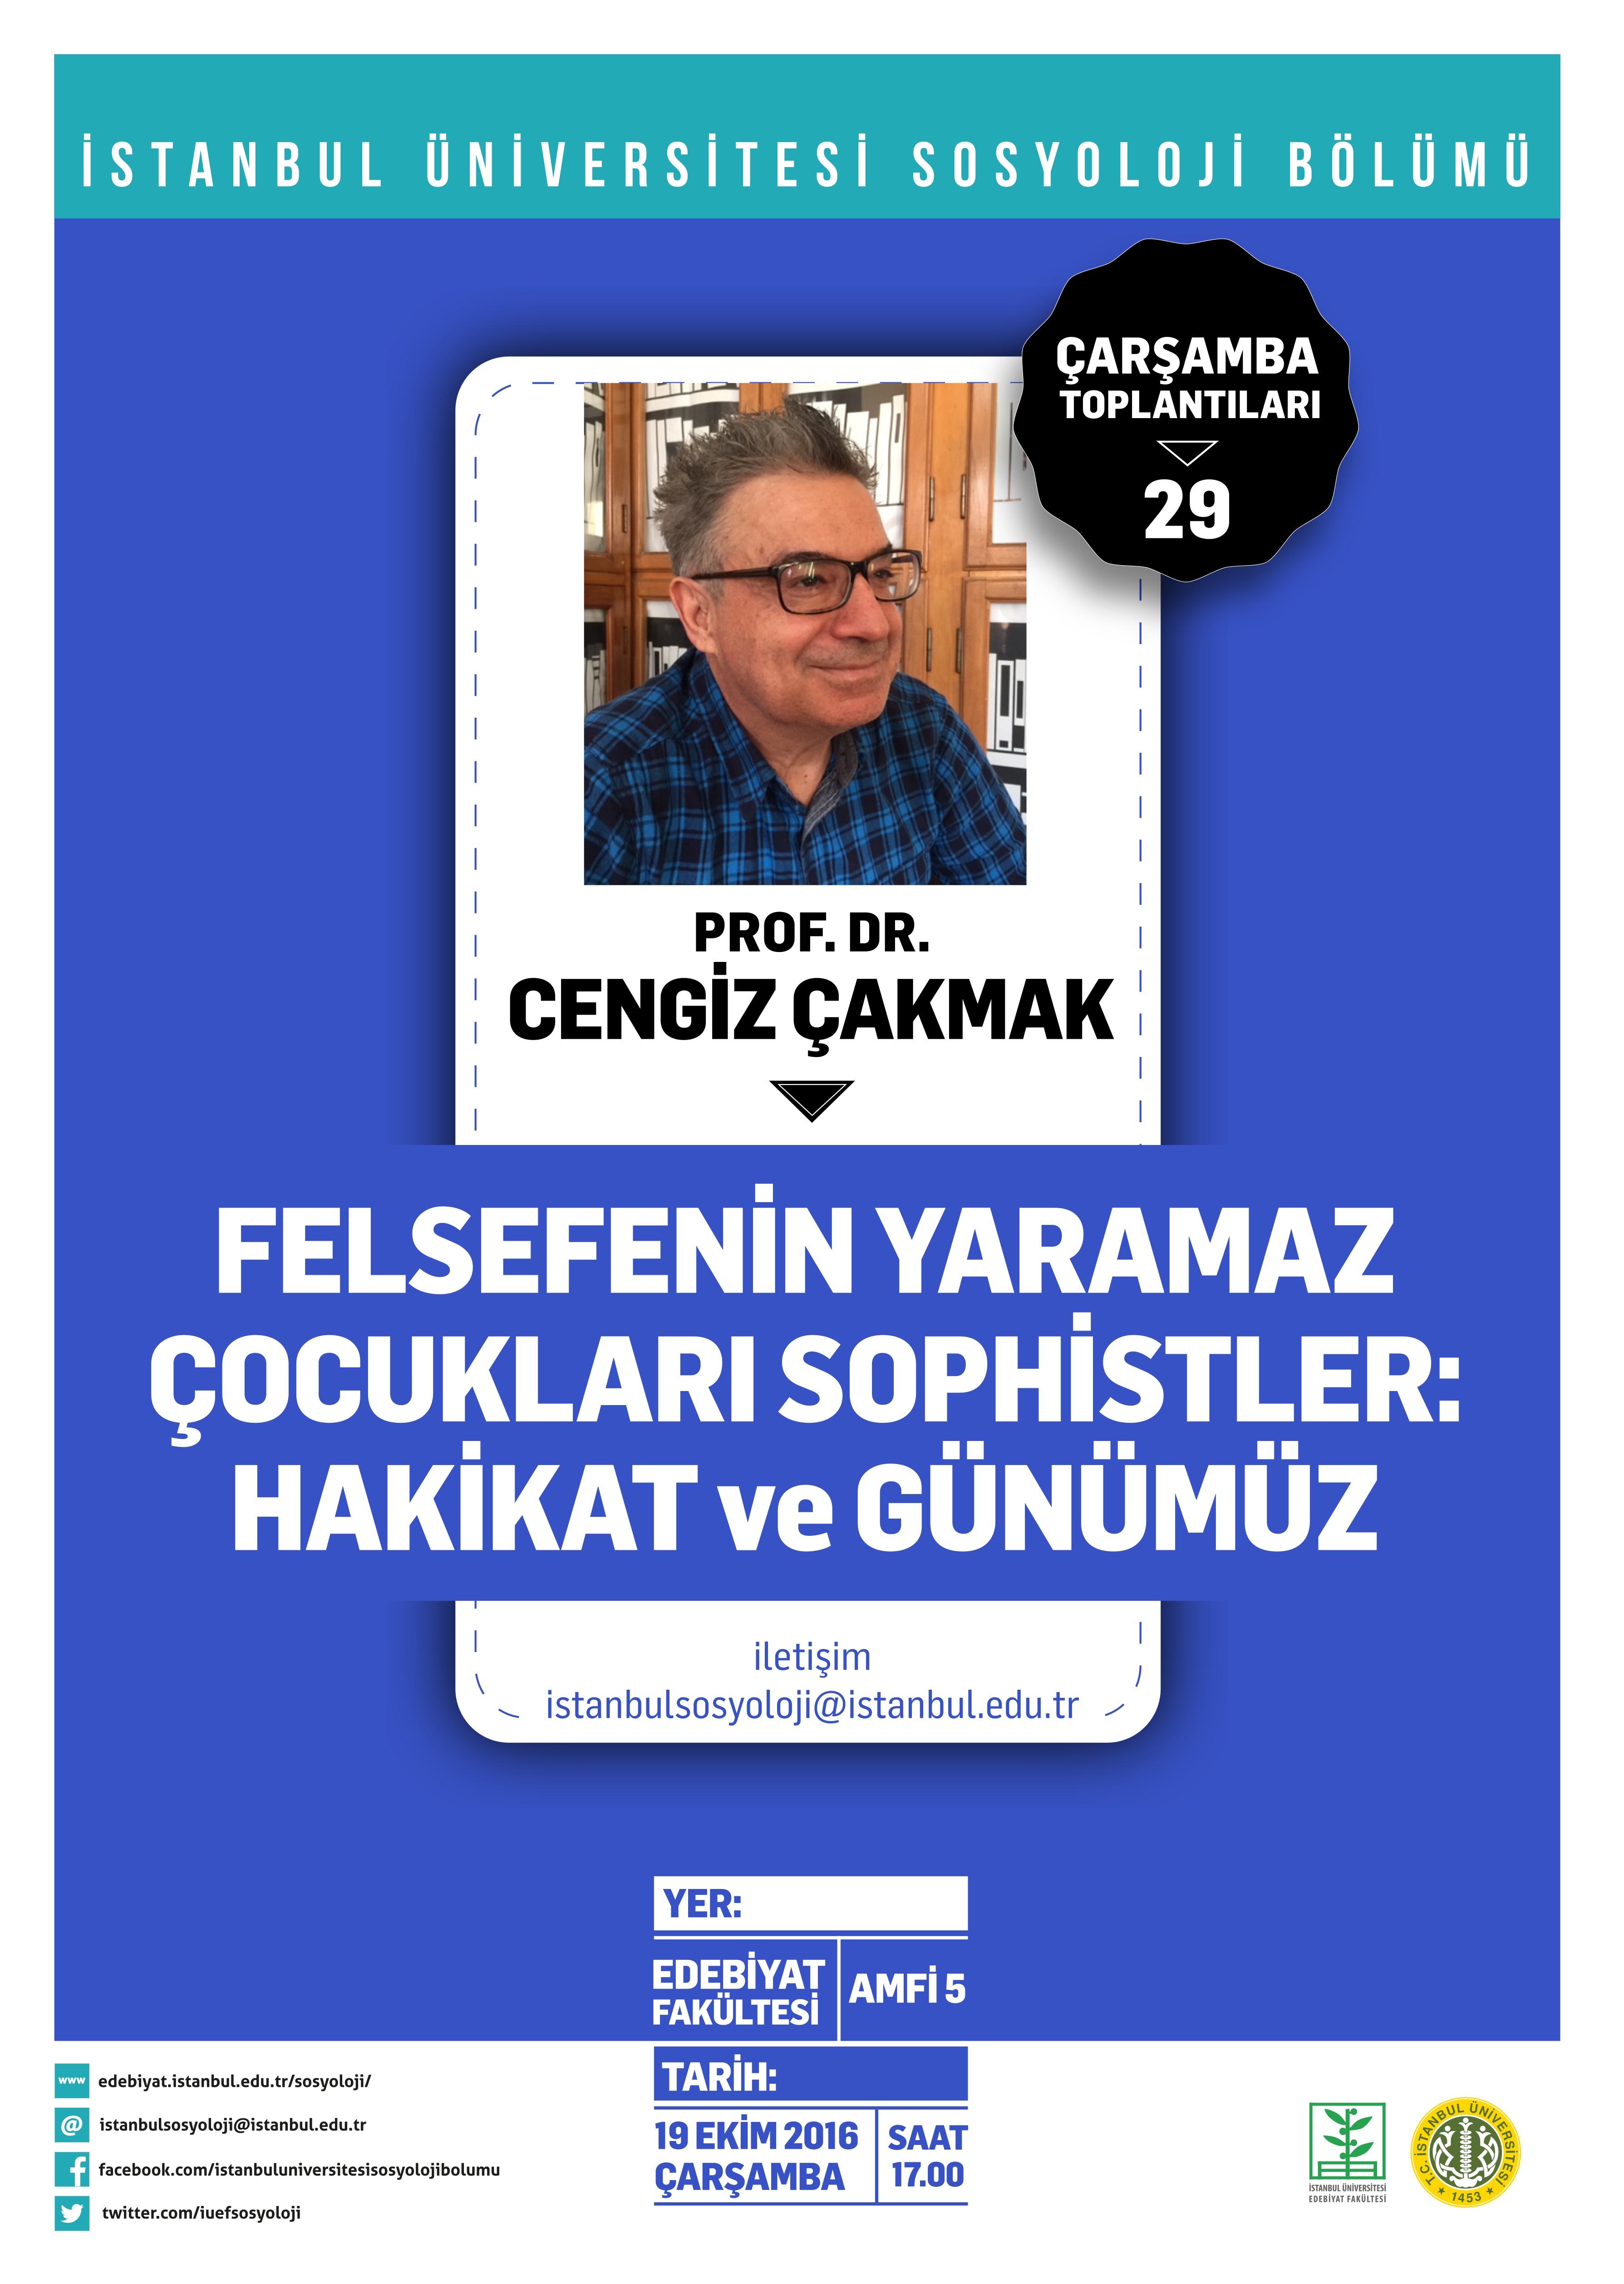 İSTANBUL ÜNİVERSİTESİ SOSYOLOJİ BÖLÜMÜ
ÇARŞAMBA
TOPLANTILARI
29
PROF. DR.
CENGİZ ÇAKMAK
FELSEFENİN YARAMAZ
ÇOCUKLARI SOPHİSTLER:
HAKİKAT ve GÜNÜMÜZ
iletişim
istanbulsosyoloji@istanbul.edu.tr
YER:
EDEBİYAT
FAKÜLTESİ
AMFİ 5
TARİH:
19 EKİM 2016
ÇARŞAMBA
SAAT
17.00
www edebiyat.istanbul.edu.tr/sosyoloji/
@ istanbulsosyoloji@istanbul.edu.tr
f facebook.com/istanbuluniversitesisosyolojibolumu
twitter.com/iuefsosyoloji
İSTANBUL ÜNİVERSİTESİ
EDEBİYAT FAKÜLTESİ
T.C. İSTANBUL ÜNİVERSİTESİ
1453